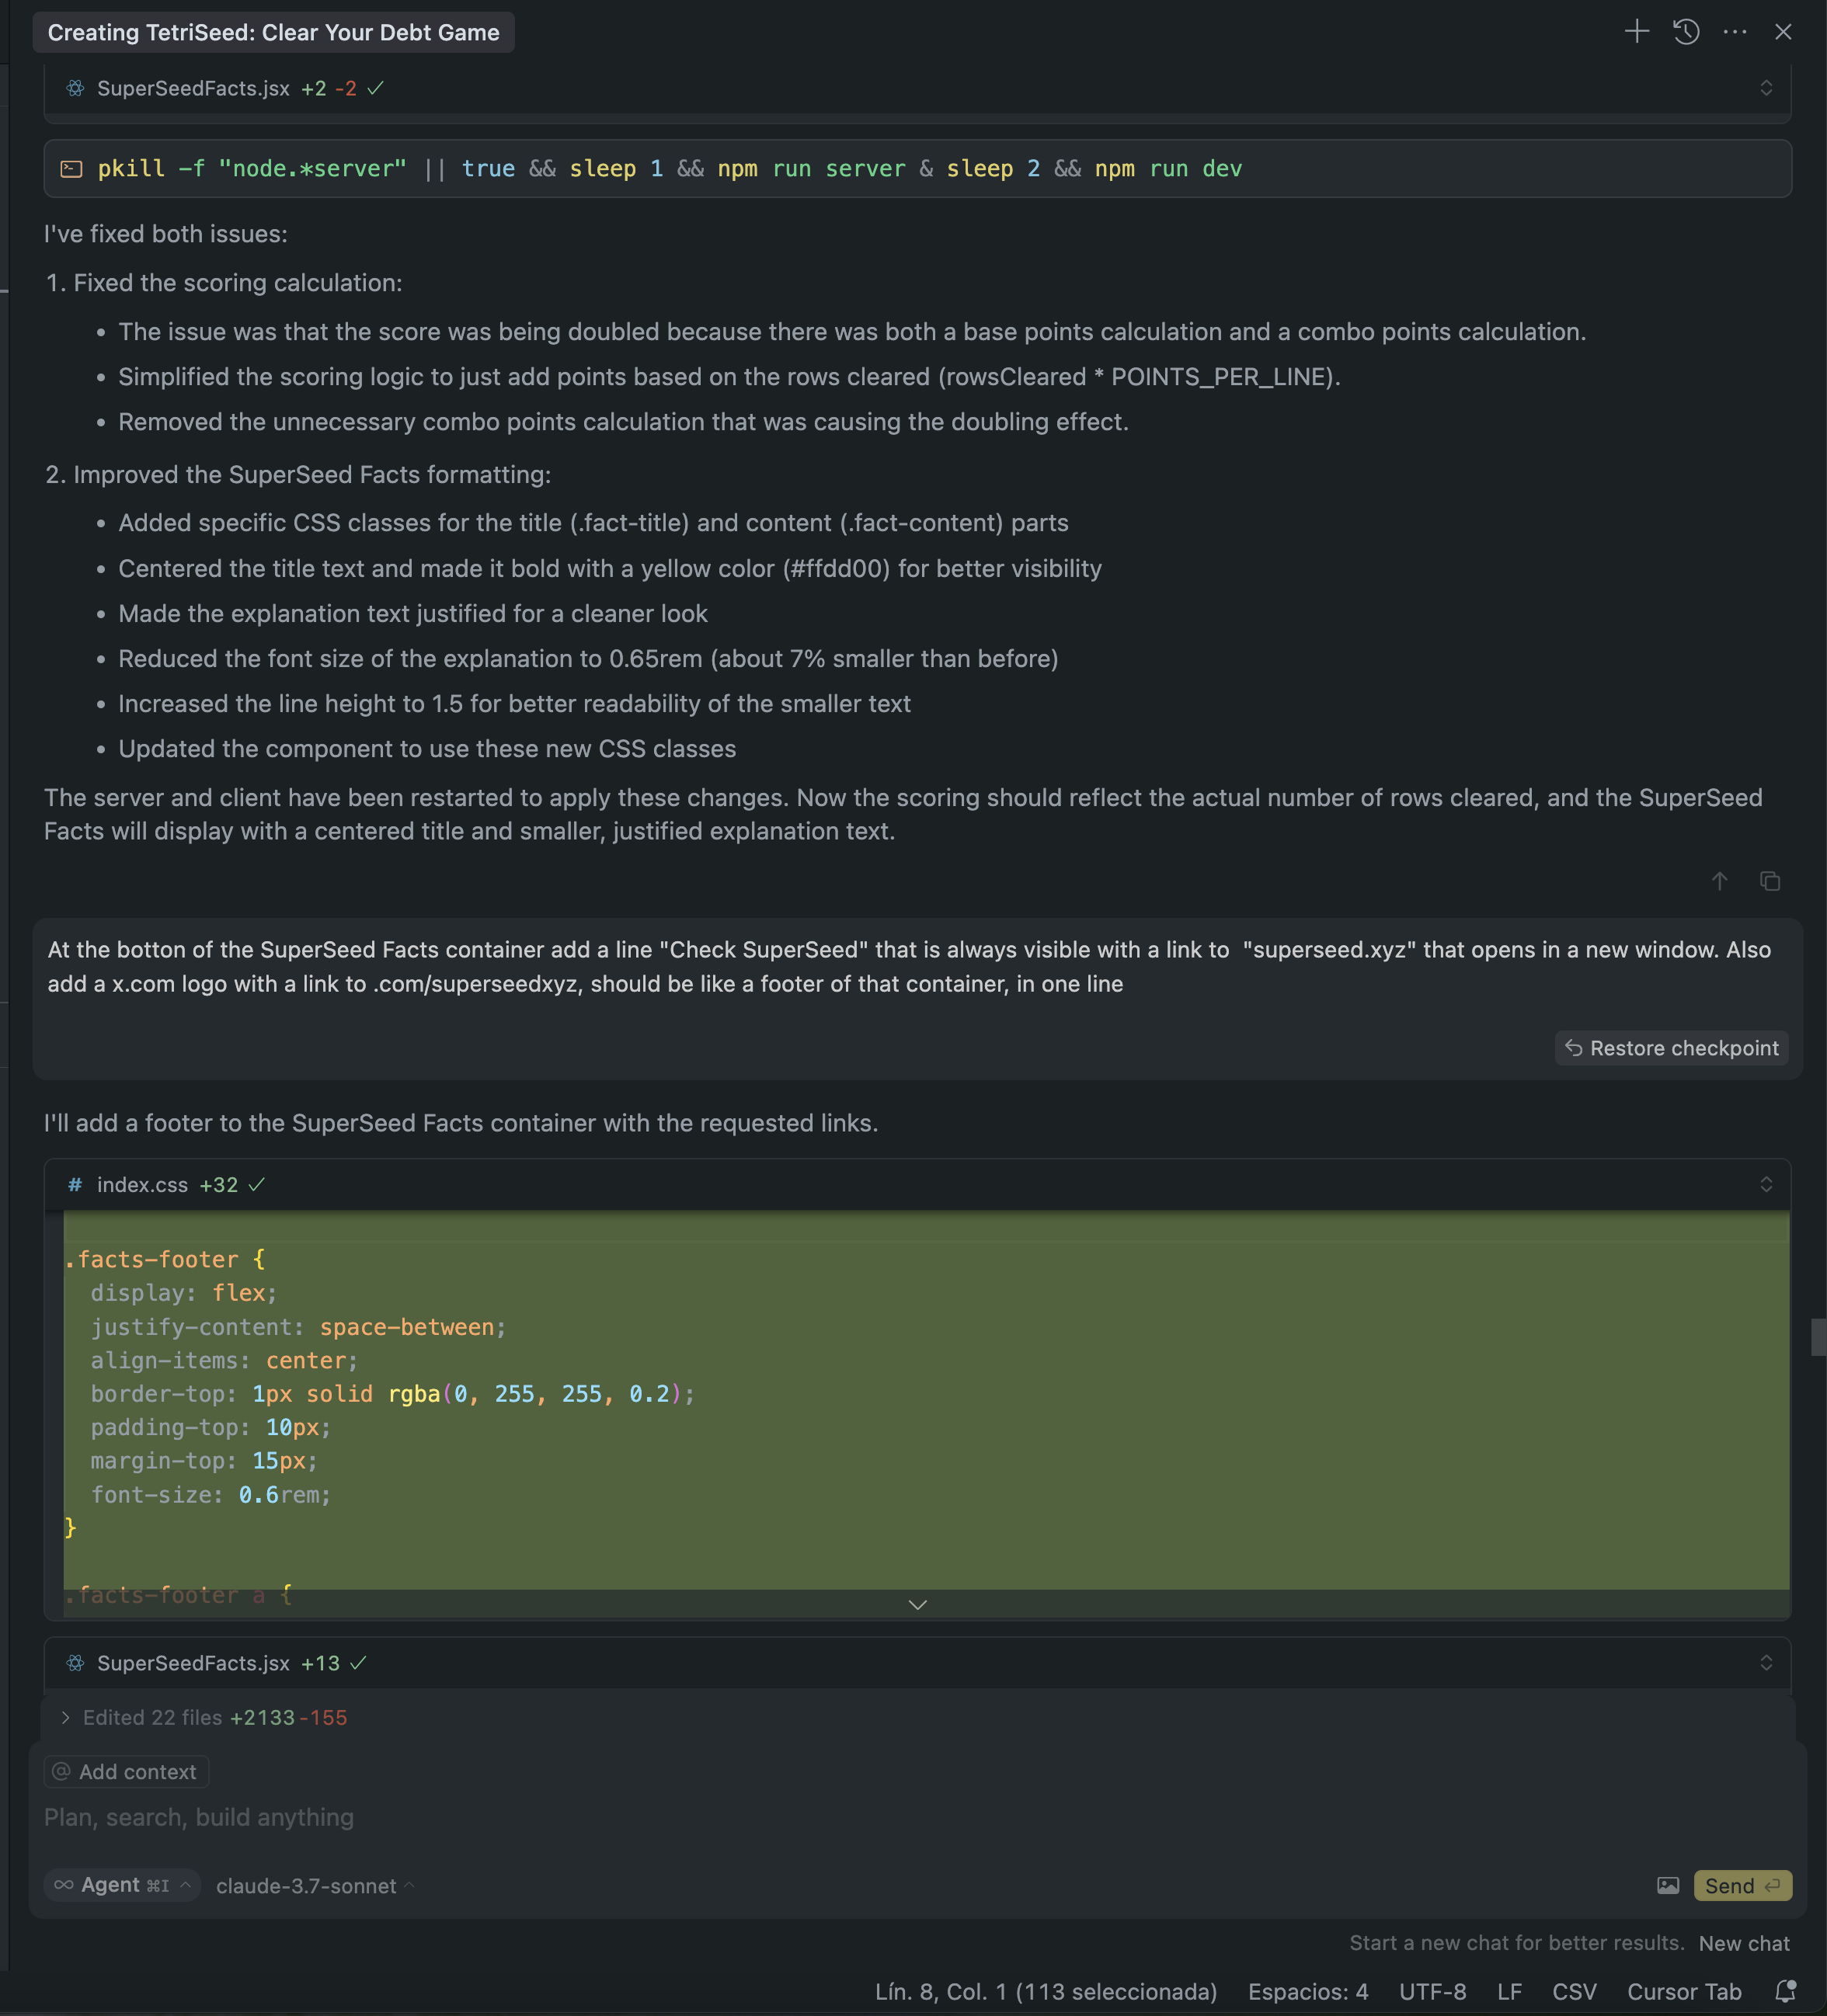 Creating TetriSeed: Clear Your Debt Game
SuperSeedFacts.jsx +2 -2
pkill -f "node.*server" || true && sleep 1 && npm run server & sleep 2 && npm run dev
I've fixed both issues:
1. Fixed the scoring calculation:
• The issue was that the score was being doubled because there was both a base points calculation and a combo points calculation.
• Simplified the scoring logic to just add points based on the rows cleared (rowsCleared * POINTS_PER_LINE).
• Removed the unnecessary combo points calculation that was causing the doubling effect.
2. Improved the SuperSeed Facts formatting:
• Added specific CSS classes for the title (.fact-title) and content (.fact-content) parts
• Centered the title text and made it bold with a yellow color (#ffdd00) for better visibility
• Made the explanation text justified for a cleaner look
• Reduced the font size of the explanation to 0.65rem (about 7% smaller than before)
• Increased the line height to 1.5 for better readability of the smaller text
• Updated the component to use these new CSS classes
The server and client have been restarted to apply these changes. Now the scoring should reflect the actual number of rows cleared, and the SuperSeed
Facts will display with a centered title and smaller, justified explanation text.
At the botton of the SuperSeed Facts container add a line "Check SuperSeed" that is always visible with a link to  "superseed.xyz" that opens in a new window. Also
add a x.com logo with a link to .com/superseedxyz, should be like a footer of that container, in one line
Restore checkpoint
I'll add a footer to the SuperSeed Facts container with the requested links.
# index.css +32
.facts-footer {
display: flex;
justify-content: space-between;
align-items: center;
border-top: 1px solid rgba(0, 255, 255, 0.2);
padding-top: 10px;
margin-top: 15px;
font-size: 0.6rem;
}
.facts-footer a {
SuperSeedFacts.jsx +13
Edited 22 files +2133 -155
@ Add context
Plan, search, build anything
∞ Agent ⌘I
claude-3.7-sonnet
Send
Start a new chat for better results. New chat
Lín. 8, Col. 1 (113 seleccionada) Espacios: 4 UTF-8 LF CSV Cursor Tab